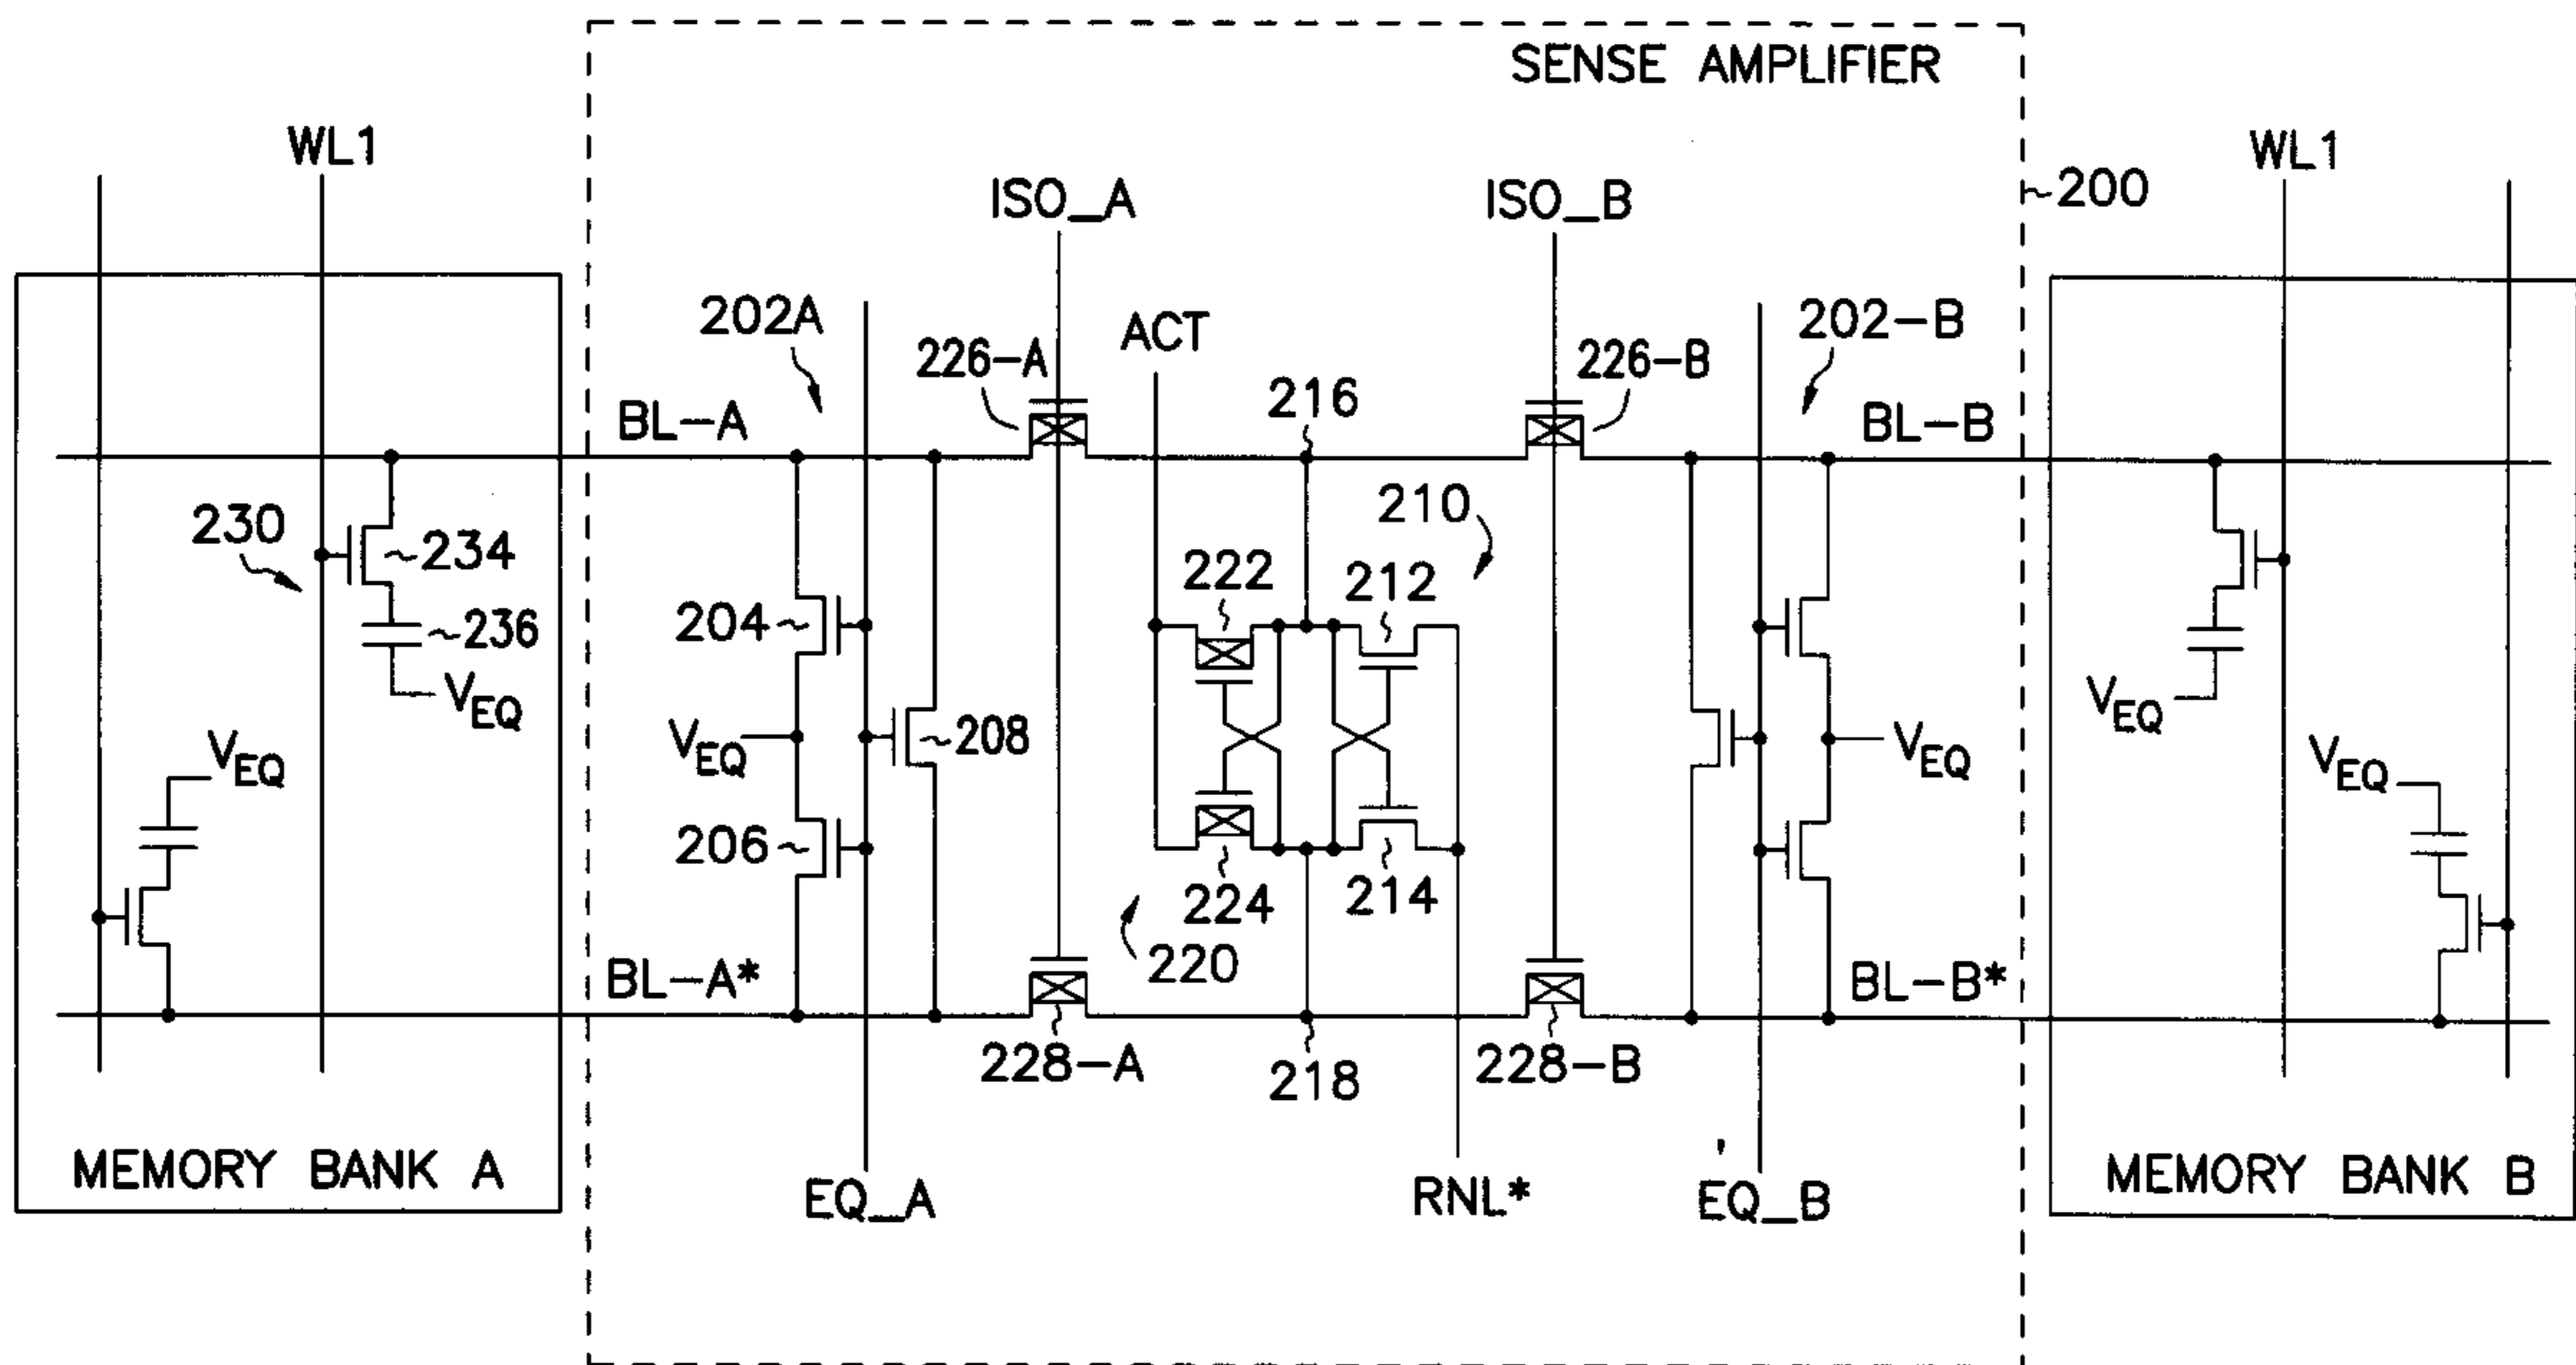 SENSE AMPLIFIER
WL1
WL1
200
ISO_A
ISO_B
202A
ACT
202-B
226-A
226-B
216
BL-A
BL-B
210
230
234
222
212
204
236
V_EQ
V_EQ
208
V_EQ
V_EQ
V_EQ
V_EQ
206
224
214
220
BL-A*
BL-B*
228-A
218
228-B
MEMORY BANK A
MEMORY BANK B
EQ_A
RNL*
EQ_B